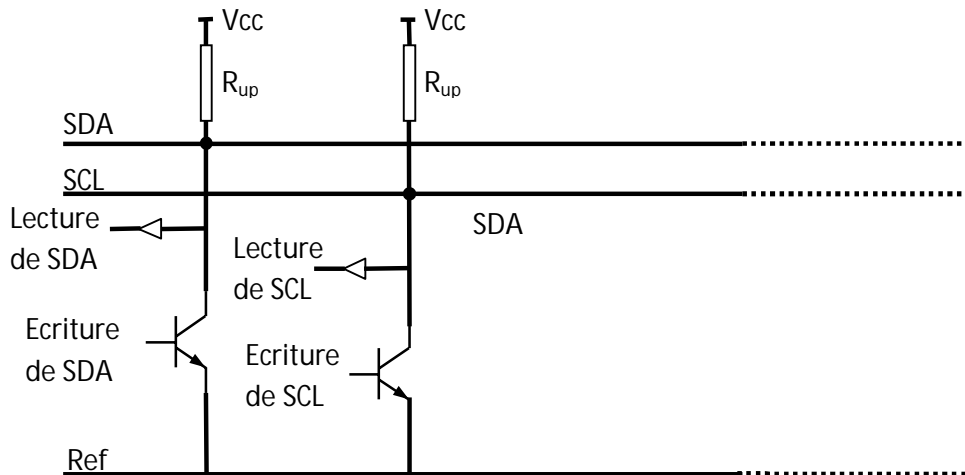 Vcc
Vcc
Rup
Rup
SDA
SCL
Lecture
de SDA
SDA
Lecture
de SCL
Ecriture
de SDA
Ecriture
de SCL
Ref